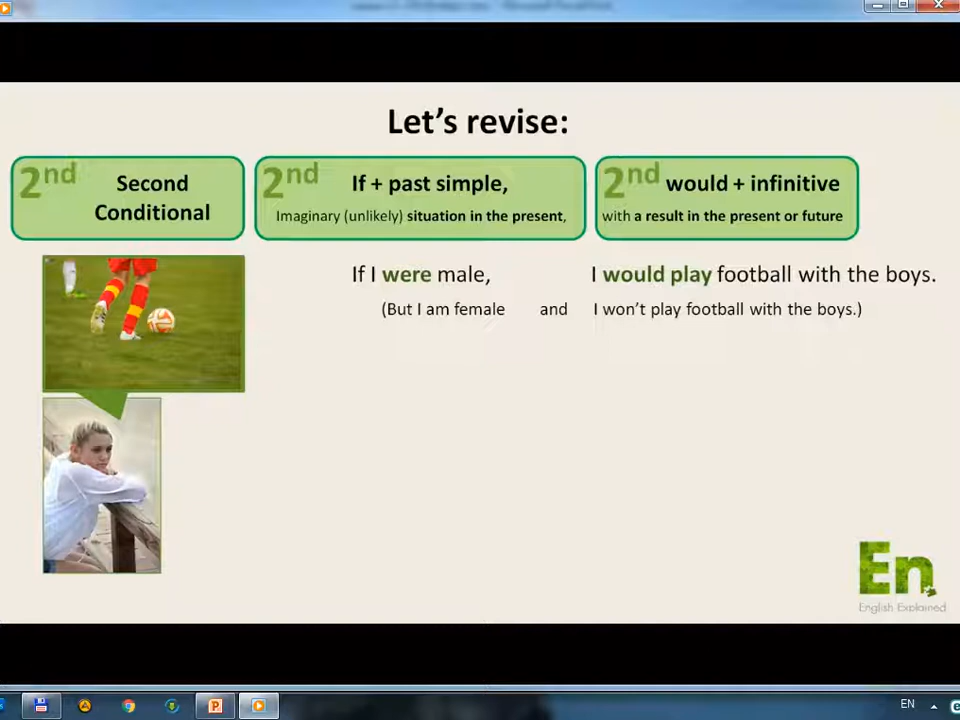 Let's revise:
2nd Second
Conditional
2nd If + past simple,
Imaginary (unlikely) situation in the present,
2nd would + infinitive
with a result in the present or future
If I were male, I would play football with the boys.
(But I am female and I won't play football with the boys.)
En
English Explained
EN